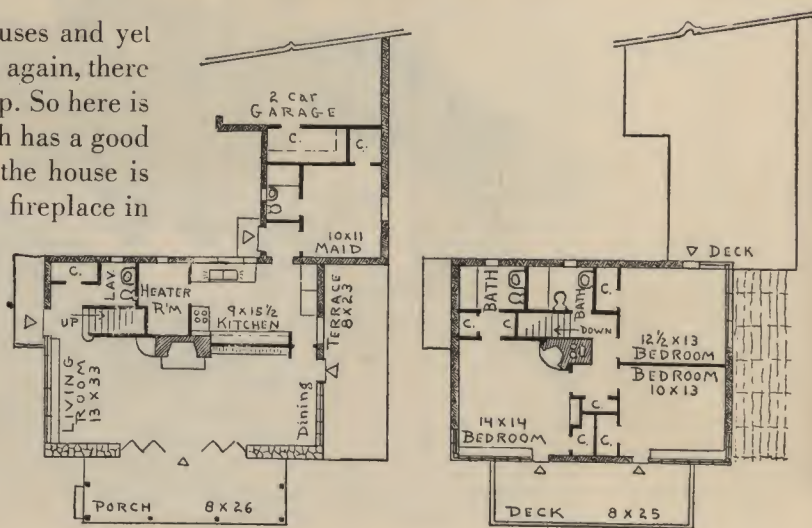 uses and yet
again, there
p. So here is
h has a good
the house is
fireplace in
2 car
GARAGE
C.
C.
10X11
MAID
C.
LAV.
HEATER
R'M
UP
9X15½
KITCHEN
TERRACE
8X23
LIVING
ROOM
13X33
Dining
PORCH 8X26
DECK
BATH
BATH
C.
C.
C.
DOWN
12½X13
BEDROOM
BEDROOM
10X13
C.
14X14
BEDROOM
C.
C.
DECK 8X25